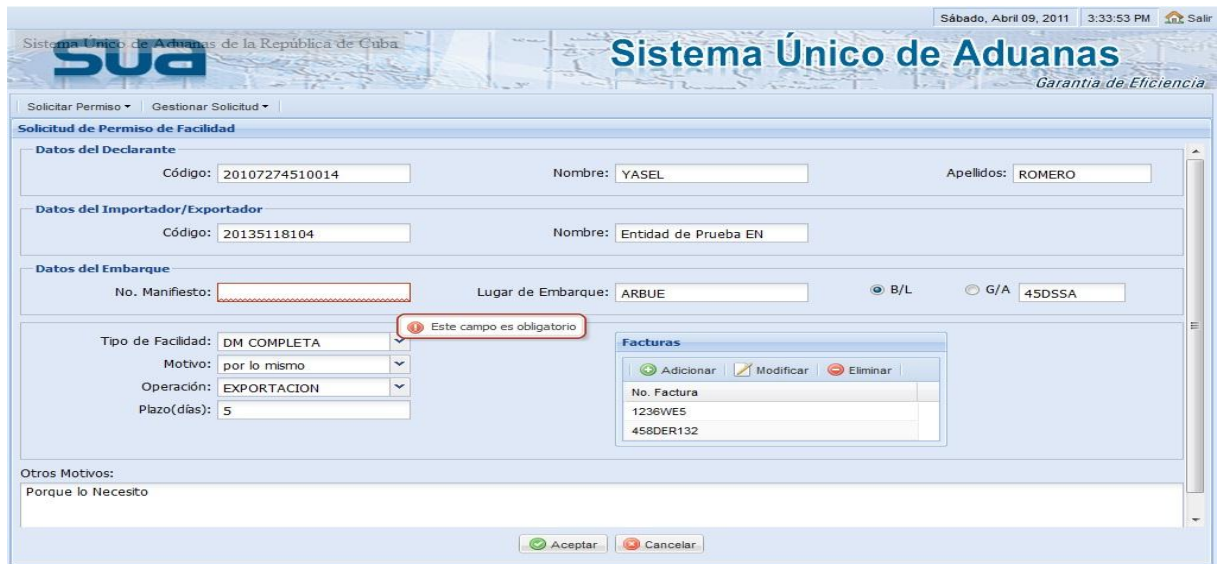 Sábado, Abril 09, 2011 3:33:53 PM Salir
Sistema Único de Aduanas de la República de Cuba
sua
Sistema Único de Aduanas
Garantia de Eficiencia
Solicitar Permiso Gestionar Solicitud
Solicitud de Permiso de Facilidad
Datos del Declarante
Código: 20107274510014 Nombre: YASEL Apellidos: ROMERO
Datos del Importador/Exportador
Código: 20135118104 Nombre: Entidad de Prueba EN
Datos del Embarque
No. Manifiesto: Lugar de Embarque: ARBUE B/L G/A 45DSSA
Este campo es obligatorio
Tipo de Facilidad: DM COMPLETA
Motivo: por lo mismo
Operación: EXPORTACION
Plazo(días): 5
Facturas
Adicionar Modificar Eliminar
No. Factura
1236WE5
458DER132
Otros Motivos:
Porque lo Necesito
Aceptar Cancelar